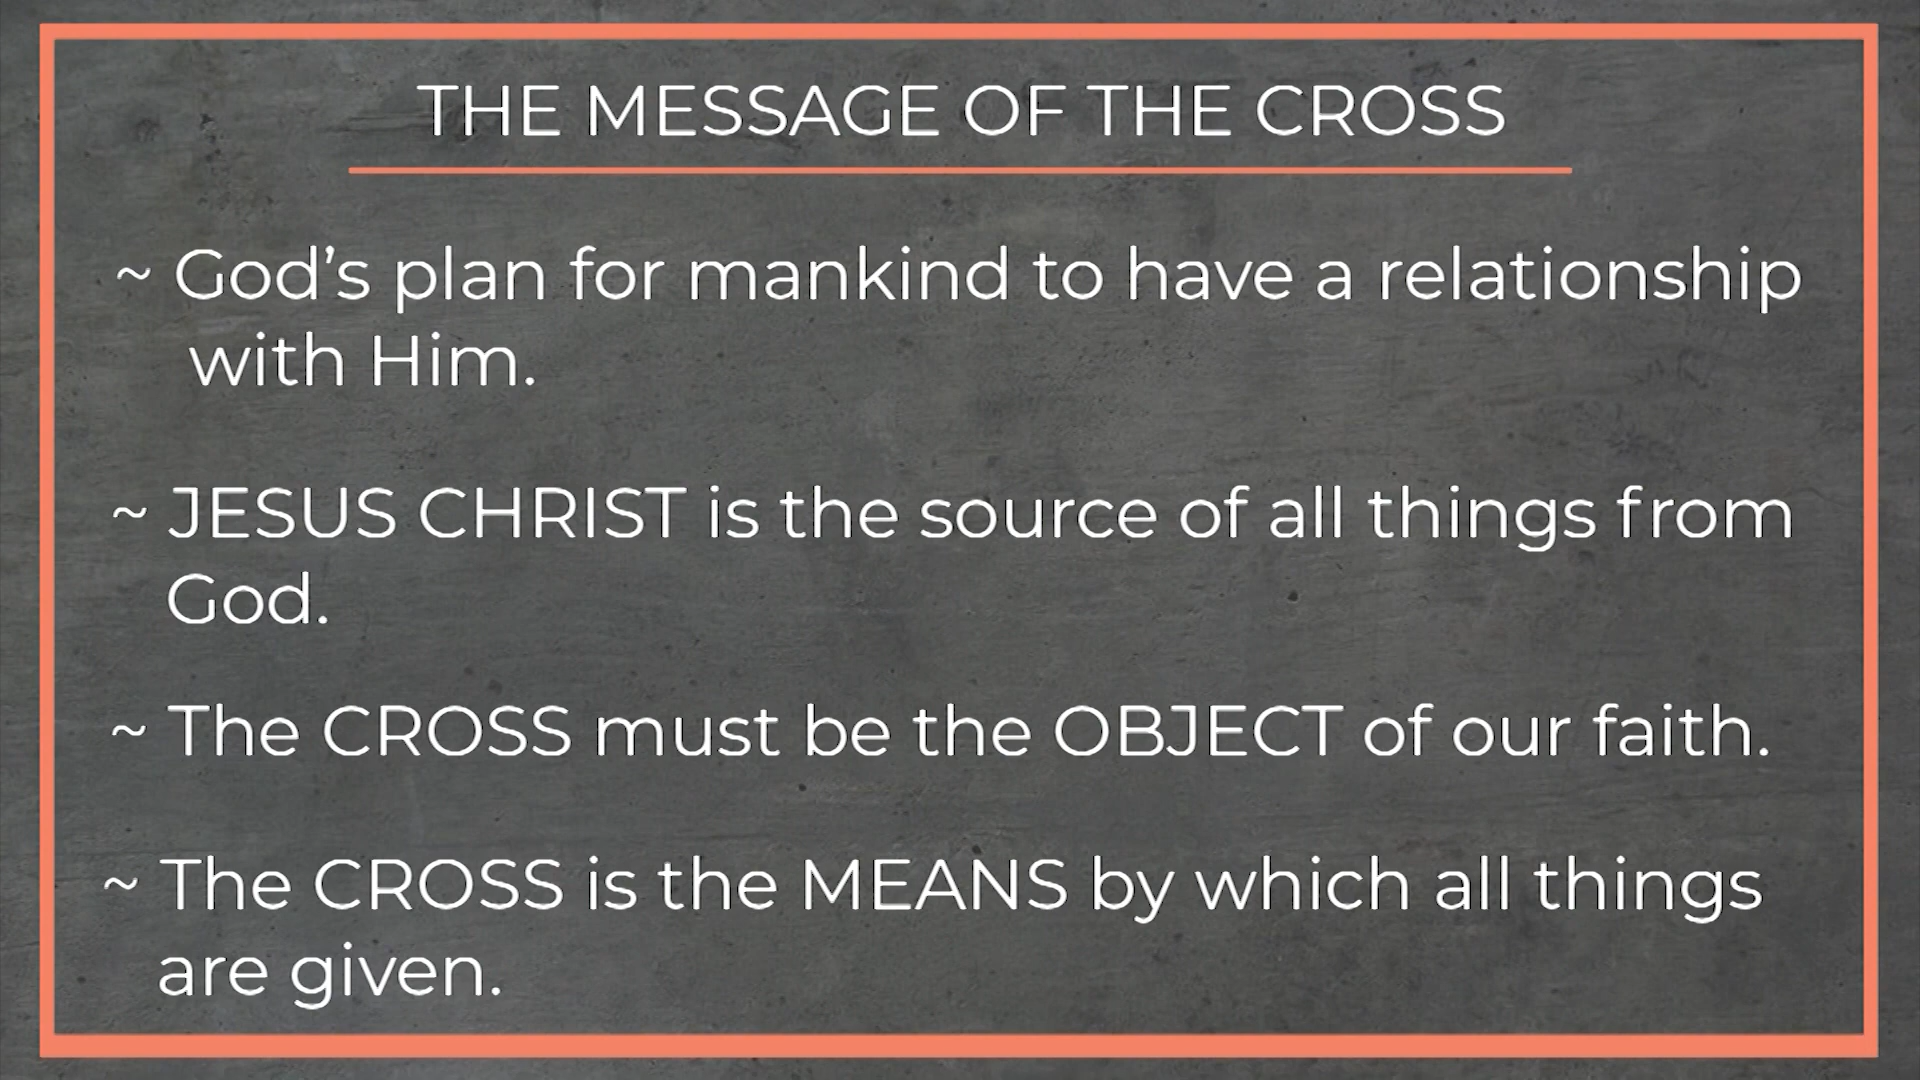 THE MESSAGE OF THE CROSS
~ God’s plan for mankind to have a relationship
with Him.
~ JESUS CHRIST is the source of all things from
God.
~ The CROSS must be the OBJECT of our faith.
~ The CROSS is the MEANS by which all things
are given.